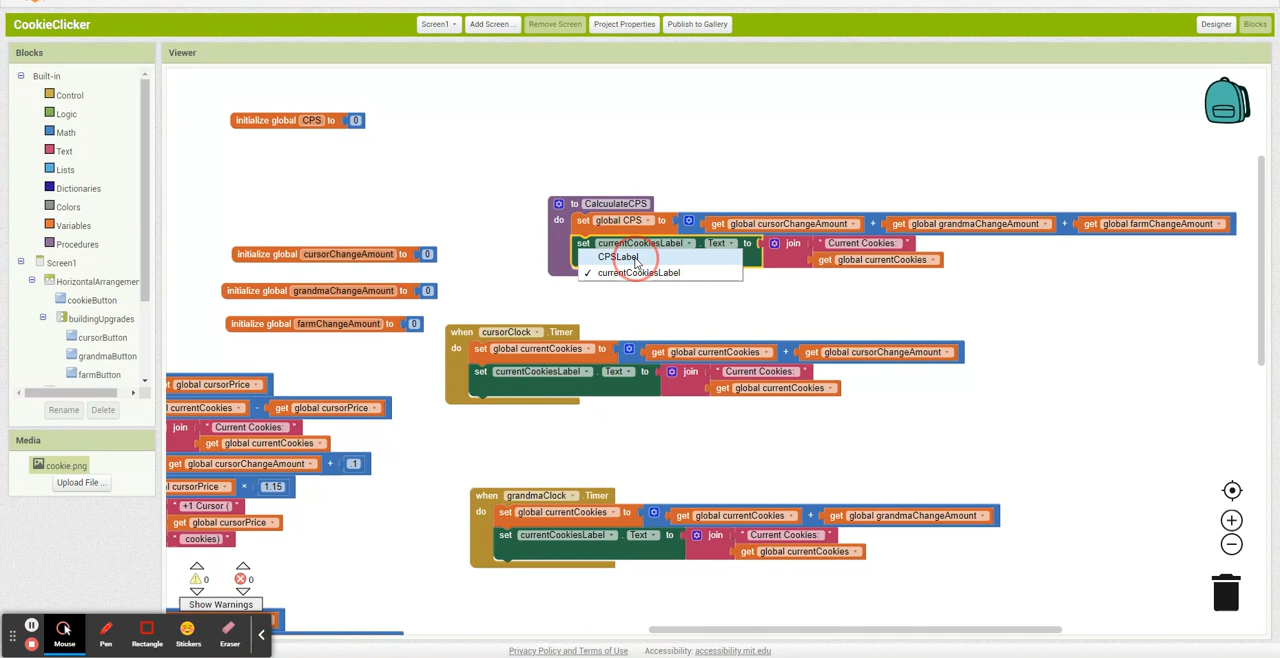 CookieClicker
Screen1
Add Screen ...
Remove Screen
Project Properties
Publish to Gallery
Designer
Blocks
Blocks
Viewer
Built-in
Control
Logic
Math
Text
Lists
Dictionaries
Colors
Variables
Procedures
Screen1
HorizontalArrangemer
cookieButton
buildingUpgrades
cursorButton
grandmaButton
farmButton
Rename
Delete
Media
cookie.png
Upload File ...
initialize global CPS to 0
to CalcuulateCPS
do set global CPS to get global cursorChangeAmount + get global grandmaChangeAmount + get global farmChangeAmount
set currentCookiesLabel . Text to join " Current Cookies: "
get global currentCookies
CPSLabel
✓ currentCookiesLabel
initialize global cursorChangeAmount to 0
initialize global grandmaChangeAmount to 0
initialize global farmChangeAmount to 0
when cursorClock .Timer
do set global currentCookies to get global currentCookies + get global cursorChangeAmount
set currentCookiesLabel . Text to join " Current Cookies: "
get global currentCookies
global cursorPrice
currentCookies - get global cursorPrice
join " Current Cookies: "
get global currentCookies
get global cursorChangeAmount + .1
cursorPrice × 1.15
" +1 Cursor ( "
get global cursorPrice
" cookies) "
when grandmaClock .Timer
do set global currentCookies to get global currentCookies + get global grandmaChangeAmount
set currentCookiesLabel . Text to join " Current Cookies: "
get global currentCookies
0
0
Show Warnings
Mouse
Pen
Rectangle
Stickers
Eraser
Privacy Policy and Terms of Use
Accessibility: accessibility.mit.edu